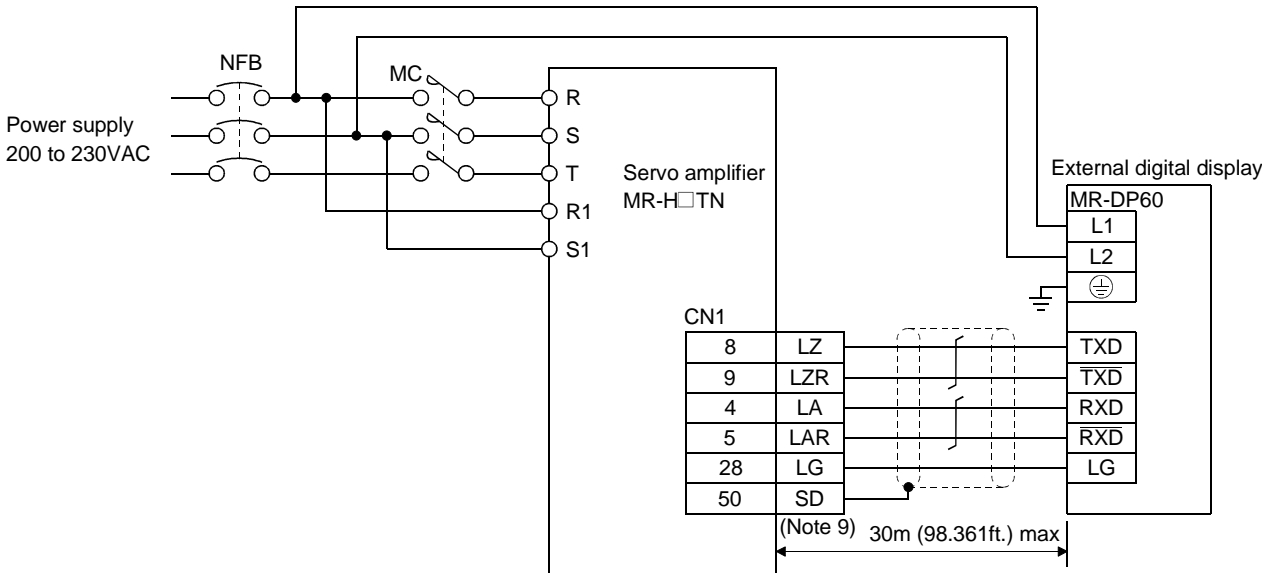 NFB
MC
Power supply
200 to 230VAC
R
S
T
R1
S1
Servo amplifier
MR-H□TN
External digital display
MR-DP60
L1
L2
CN1
8 LZ TXD
9 LZR T̅X̅D̅
4 LA RXD
5 LAR R̅X̅D̅
28 LG LG
50 SD
(Note 9) 30m (98.361ft.) max